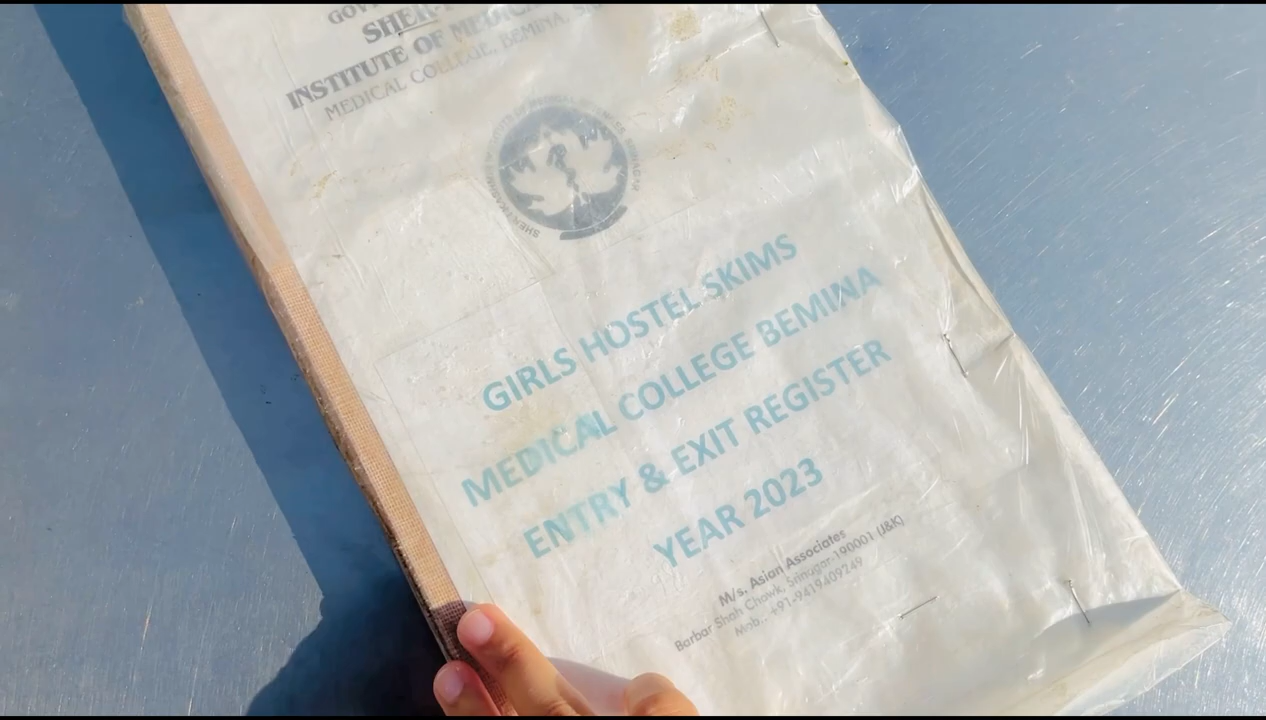 SHER-
INSTITUTE OF MEDICAL
MEDICAL COLLEGE, BEMINA,
GIRLS HOSTEL SKIMS
MEDICAL COLLEGE BEMINA
ENTRY & EXIT REGISTER
YEAR 2023
M/s. Asian Associates
Barbar Shah Chowk, Srinagar-190001 (J&K)
Mob.: +91-9419409249